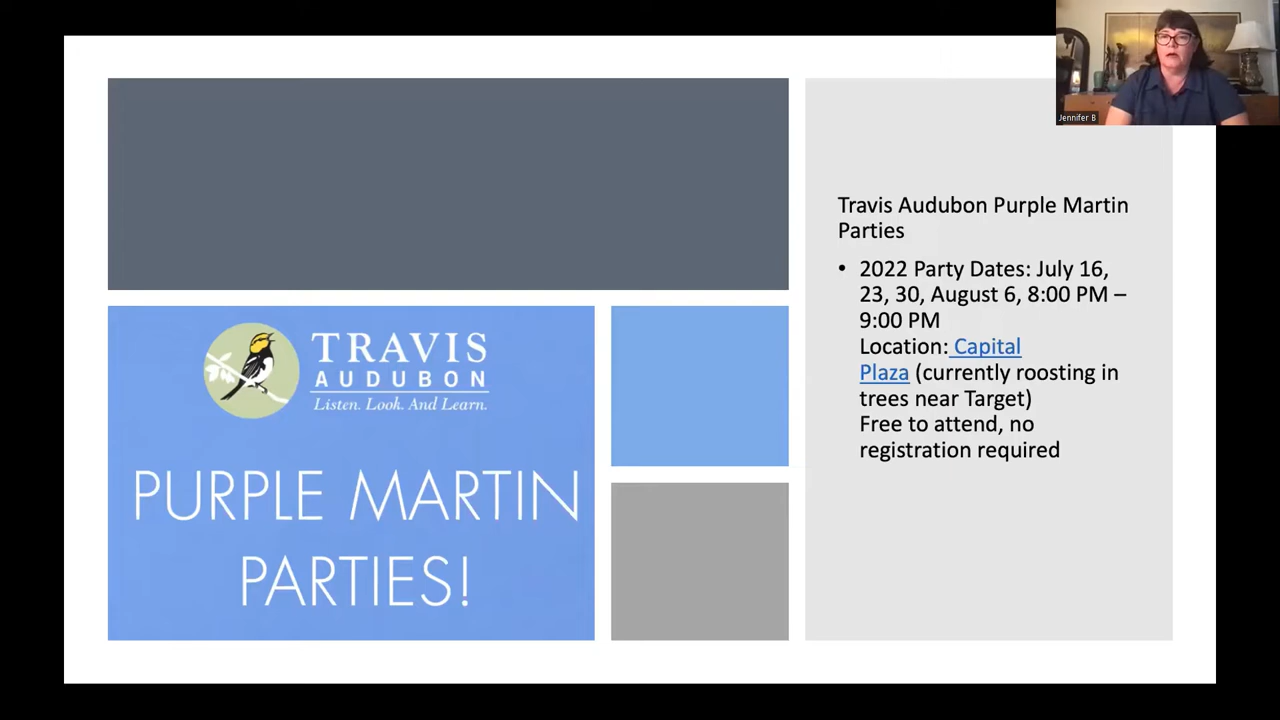 TRAVIS
AUDUBON
Listen. Look. And Learn.
PURPLE MARTIN
PARTIES!
Travis Audubon Purple Martin
Parties
• 2022 Party Dates: July 16,
23, 30, August 6, 8:00 PM –
9:00 PM
Location: Capital
Plaza (currently roosting in
trees near Target)
Free to attend, no
registration required
Jennifer B